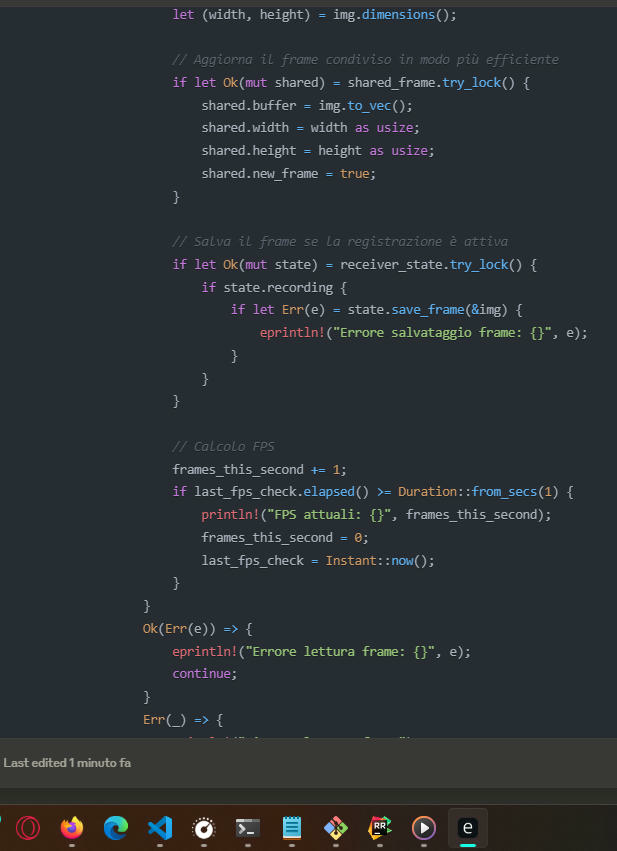 let (width, height) = img.dimensions();
// Aggiorna il frame condiviso in modo più efficiente
if let Ok(mut shared) = shared_frame.try_lock() {
shared.buffer = img.to_vec();
shared.width = width as usize;
shared.height = height as usize;
shared.new_frame = true;
}
// Salva il frame se la registrazione è attiva
if let Ok(mut state) = receiver_state.try_lock() {
if state.recording {
if let Err(e) = state.save_frame(&img) {
eprintln!("Errore salvataggio frame: {}", e);
}
}
}
// Calcolo FPS
frames_this_second += 1;
if last_fps_check.elapsed() >= Duration::from_secs(1) {
println!("FPS attuali: {}", frames_this_second);
frames_this_second = 0;
last_fps_check = Instant::now();
}
}
Ok(Err(e)) => {
eprintln!("Errore lettura frame: {}", e);
continue;
}
Err(_) => {
Last edited 1 minuto fa
RR
e